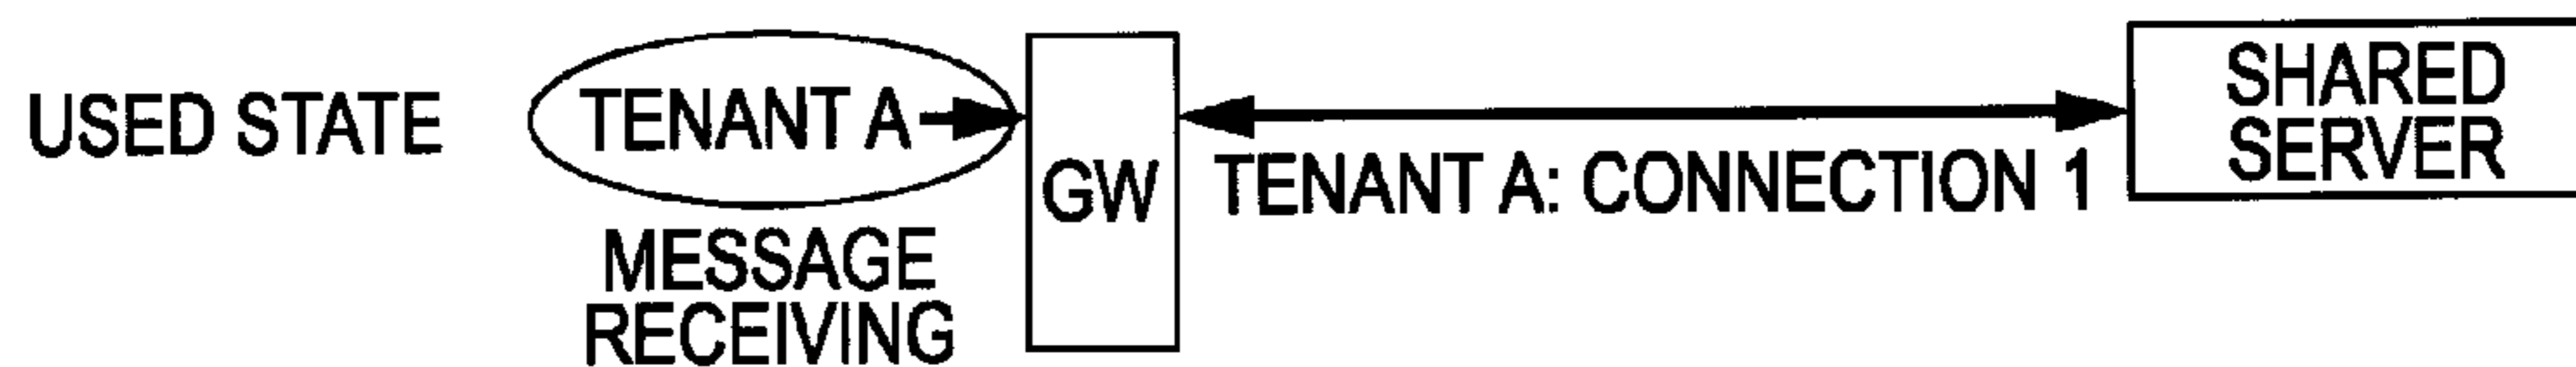 USED STATE
TENANT A
MESSAGE
RECEIVING
GW
TENANT A: CONNECTION 1
SHARED
SERVER